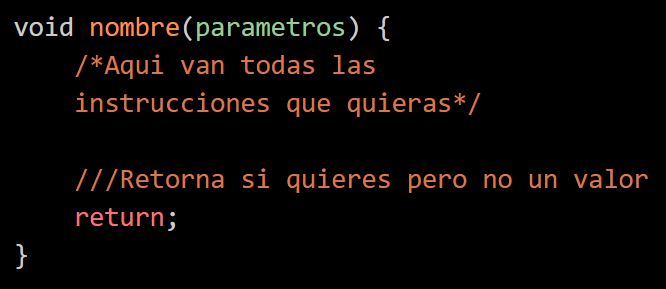 void nombre(parametros) {
/*Aqui van todas las
instrucciones que quieras*/
///Retorna si quieres pero no un valor
return;
}